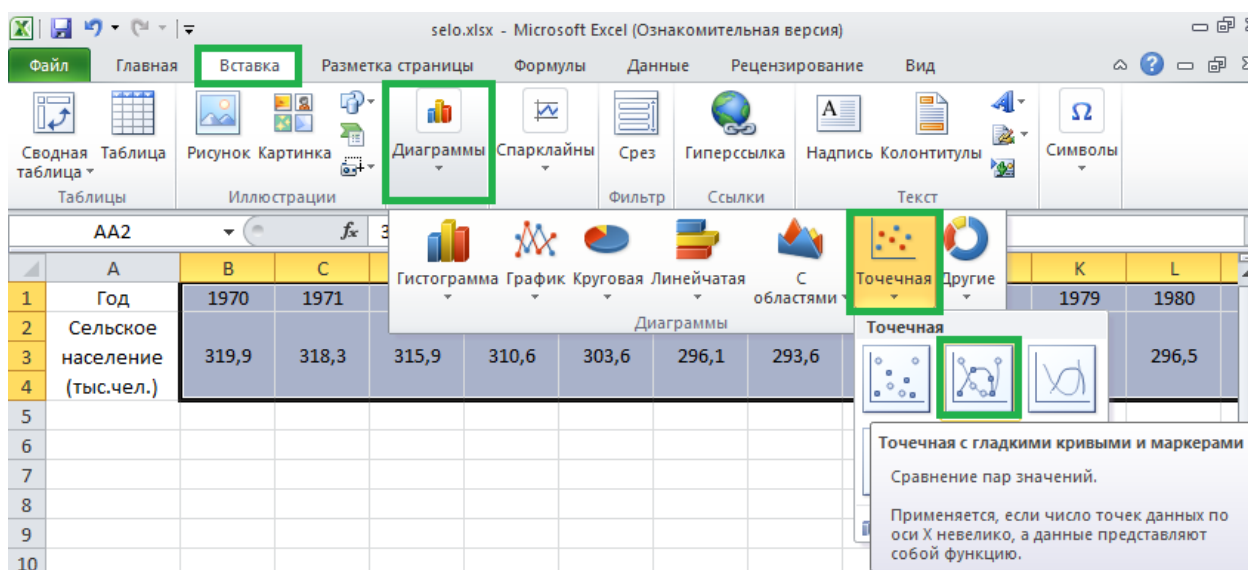 selo.xlsx - Microsoft Excel (Ознакомительная версия)
Файл Главная Вставка Разметка страницы Формулы Данные Рецензирование Вид
Сводная таблица Таблица Рисунок Картинка Диаграммы Спарклайны Срез Гиперссылка Надпись Колонтитулы Символы
Таблицы Иллюстрации Фильтр Ссылки Текст
AA2 fx 3
Гистограмма График Круговая Линейчатая С областями Точечная Другие
Диаграммы
A B C K L
1 Год 1970 1971 1979 1980
Точечная
2 Сельское
3 население 319,9 318,3 315,9 310,6 303,6 296,1 293,6 296,5
4 (тыс.чел.)
5
6
7
8
9
10
Точечная с гладкими кривыми и маркерами
Сравнение пар значений.
Применяется, если число точек данных по
оси X невелико, а данные представляют
собой функцию.